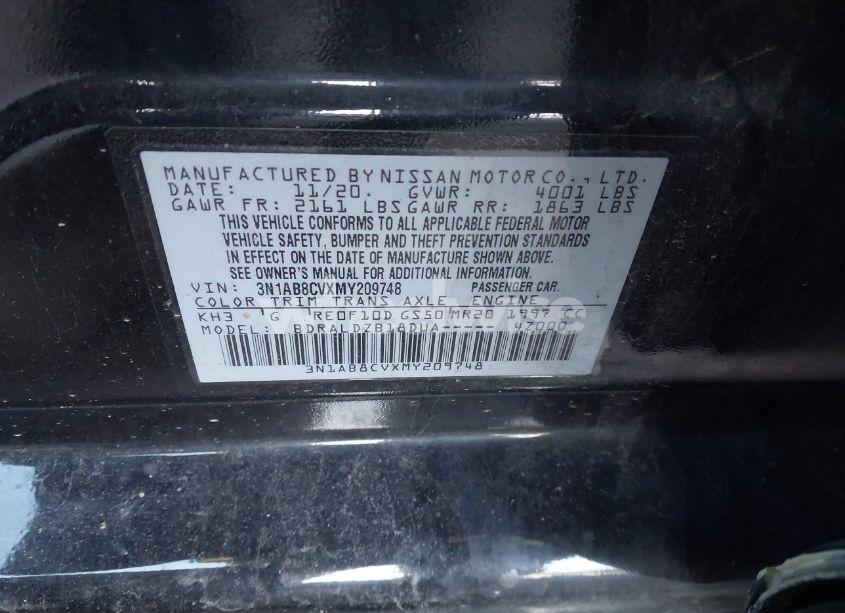 MANUFACTURED BY NISSAN MOTOR CO., LTD.
DATE: 11/20. GVWR: 4001 LBS
GAWR FR: 2161 LBS GAWR RR: 1863 LBS
THIS VEHICLE CONFORMS TO ALL APPLICABLE FEDERAL MOTOR
VEHICLE SAFETY, BUMPER AND THEFT PREVENTION STANDARDS
IN EFFECT ON THE DATE OF MANUFACTURE SHOWN ABOVE.
SEE OWNER'S MANUAL FOR ADDITIONAL INFORMATION.
VIN: 3N1AB8CVXMY209748 PASSENGER CAR.
COLOR TRIM TRANS AXLE ENGINE
KH3 G RE0F10D GS50 MR20 1997 CC
MODEL: BDRALDZB18DUA----- 4Z000
3N1AB8CVXMY209748